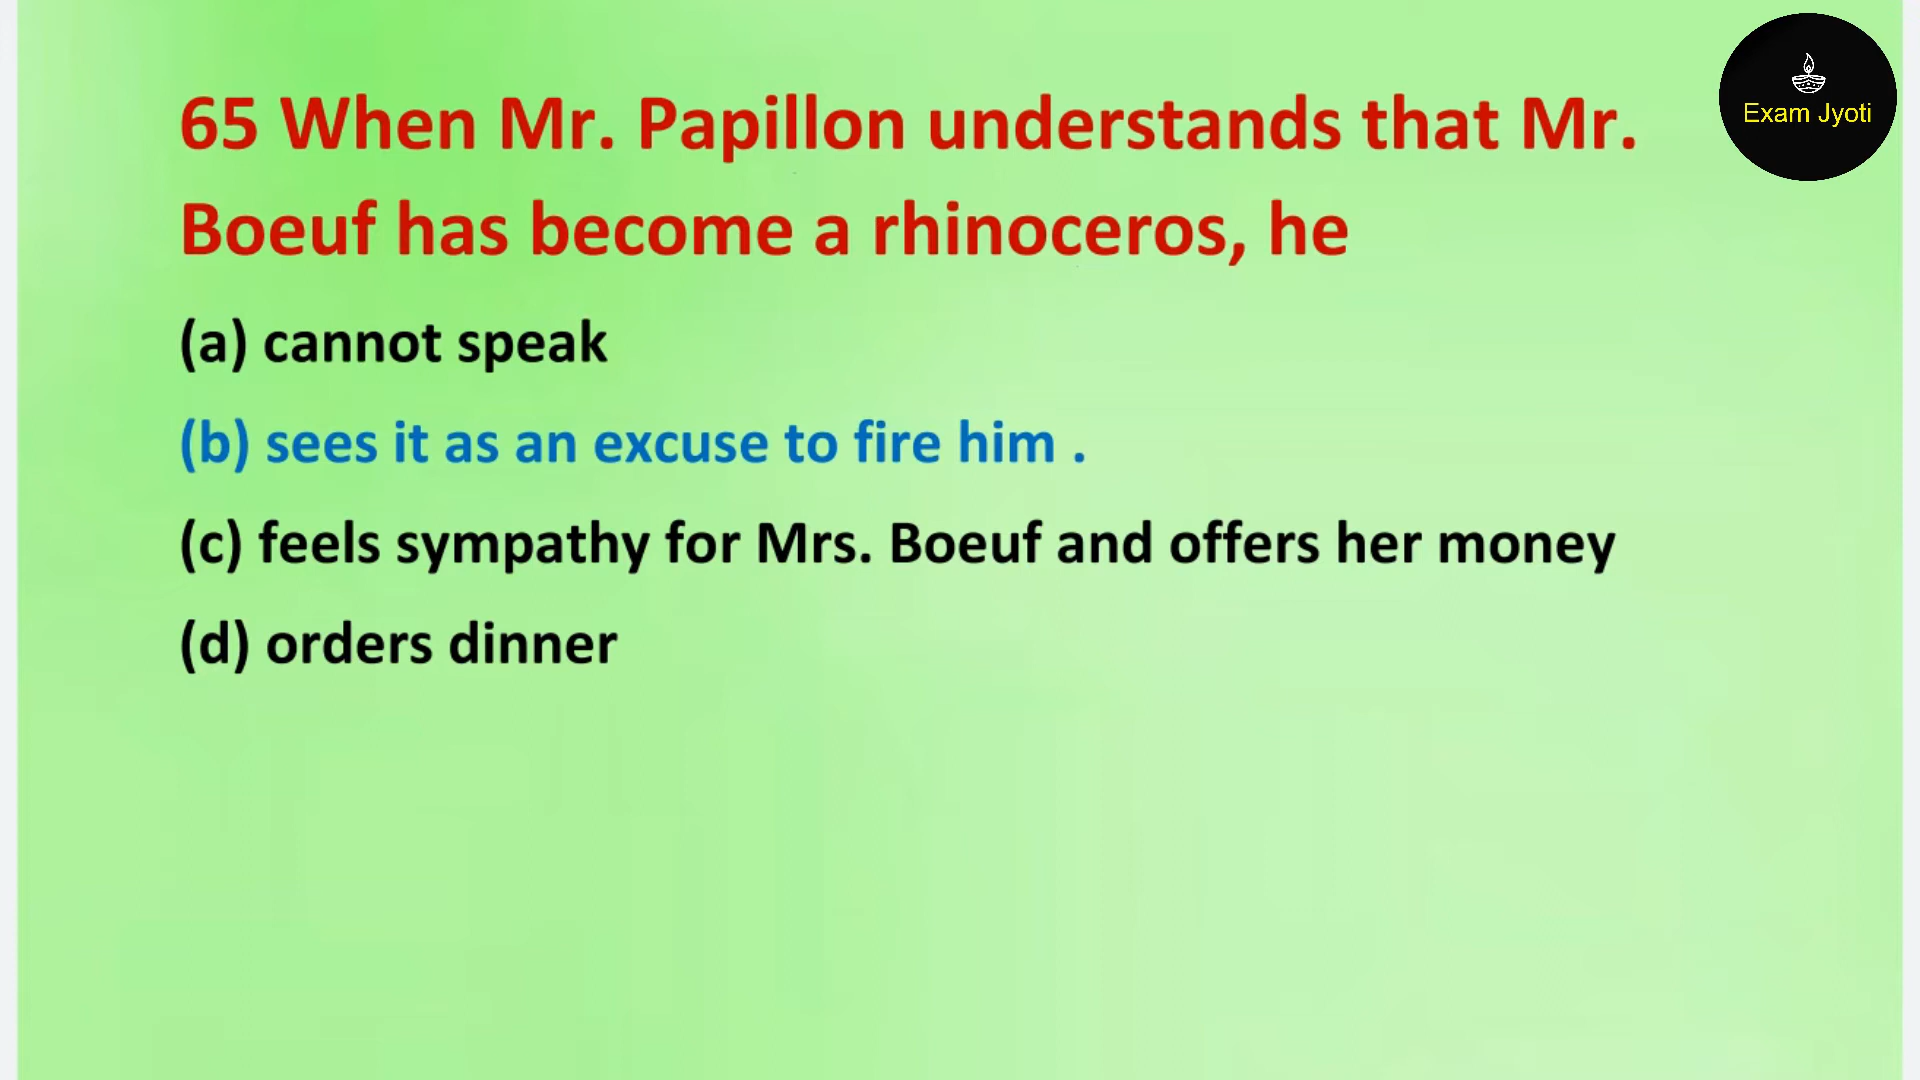 Exam Jyoti
65 When Mr. Papillon understands that Mr.
Boeuf has become a rhinoceros, he
(a) cannot speak
(b) sees it as an excuse to fire him .
(c) feels sympathy for Mrs. Boeuf and offers her money
(d) orders dinner